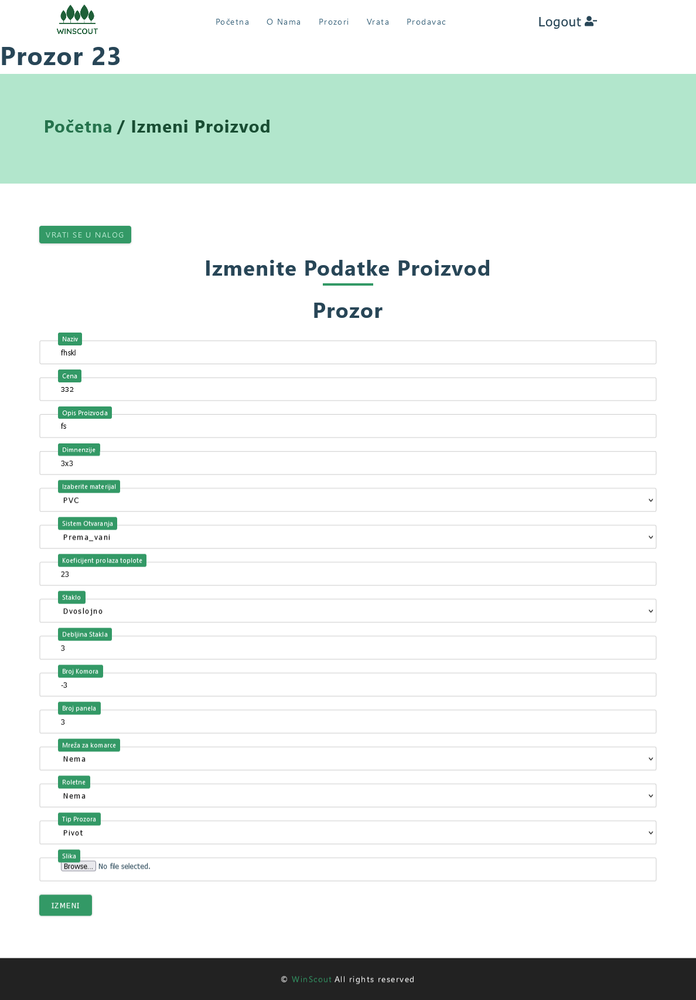 WINSCOUT
Početna O Nama Prozori Vrata Prodavac
Logout
Prozor 23
Početna / Izmeni Proizvod
VRATI SE U NALOG
Izmenite Podatke Proizvod
Prozor
Naziv
fhskl
Cena
332
Opis Proizvoda
fs
Dimnenzije
3x3
Izaberite materijal
PVC
Sistem Otvaranja
Prema_vani
Koeficijent prolaza toplote
23
Staklo
Dvoslojno
Debljina Stakla
3
Broj Komora
-3
Broj panela
3
Mreža za komarce
Nema
Roletne
Nema
Tip Prozora
Pivot
Slika
Browse... No file selected.
IZMENI
© WinScout All rights reserved